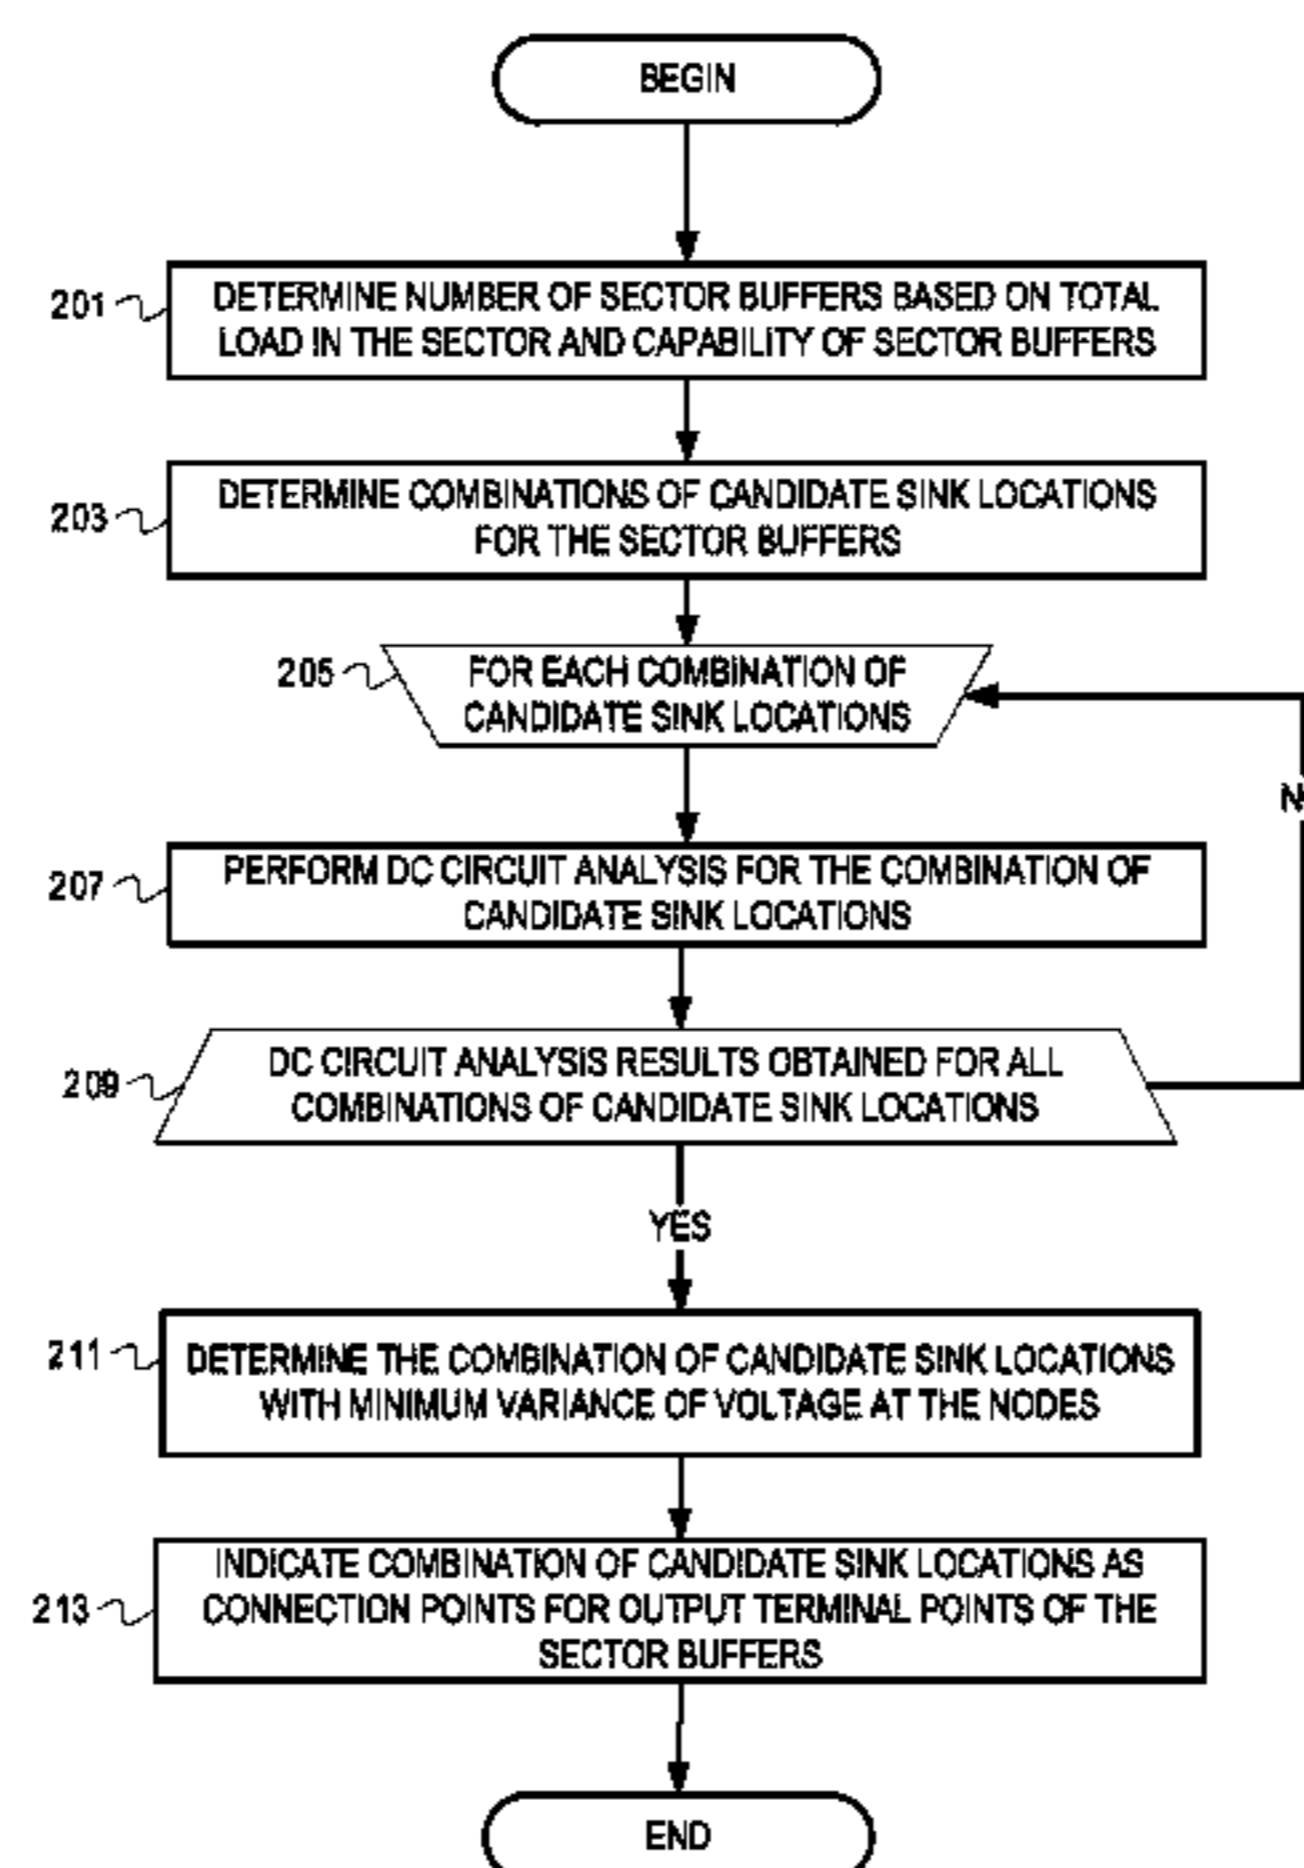 BEGIN
201
DETERMINE NUMBER OF SECTOR BUFFERS BASED ON TOTAL
LOAD IN THE SECTOR AND CAPABILITY OF SECTOR BUFFERS
203
DETERMINE COMBINATIONS OF CANDIDATE SINK LOCATIONS
FOR THE SECTOR BUFFERS
205
FOR EACH COMBINATION OF
CANDIDATE SINK LOCATIONS
207
PERFORM DC CIRCUIT ANALYSIS FOR THE COMBINATION OF
CANDIDATE SINK LOCATIONS
209
DC CIRCUIT ANALYSIS RESULTS OBTAINED FOR ALL
COMBINATIONS OF CANDIDATE SINK LOCATIONS
YES
211
DETERMINE THE COMBINATION OF CANDIDATE SINK LOCATIONS
WITH MINIMUM VARIANCE OF VOLTAGE AT THE NODES
213
INDICATE COMBINATION OF CANDIDATE SINK LOCATIONS AS
CONNECTION POINTS FOR OUTPUT TERMINAL POINTS OF THE
SECTOR BUFFERS
END